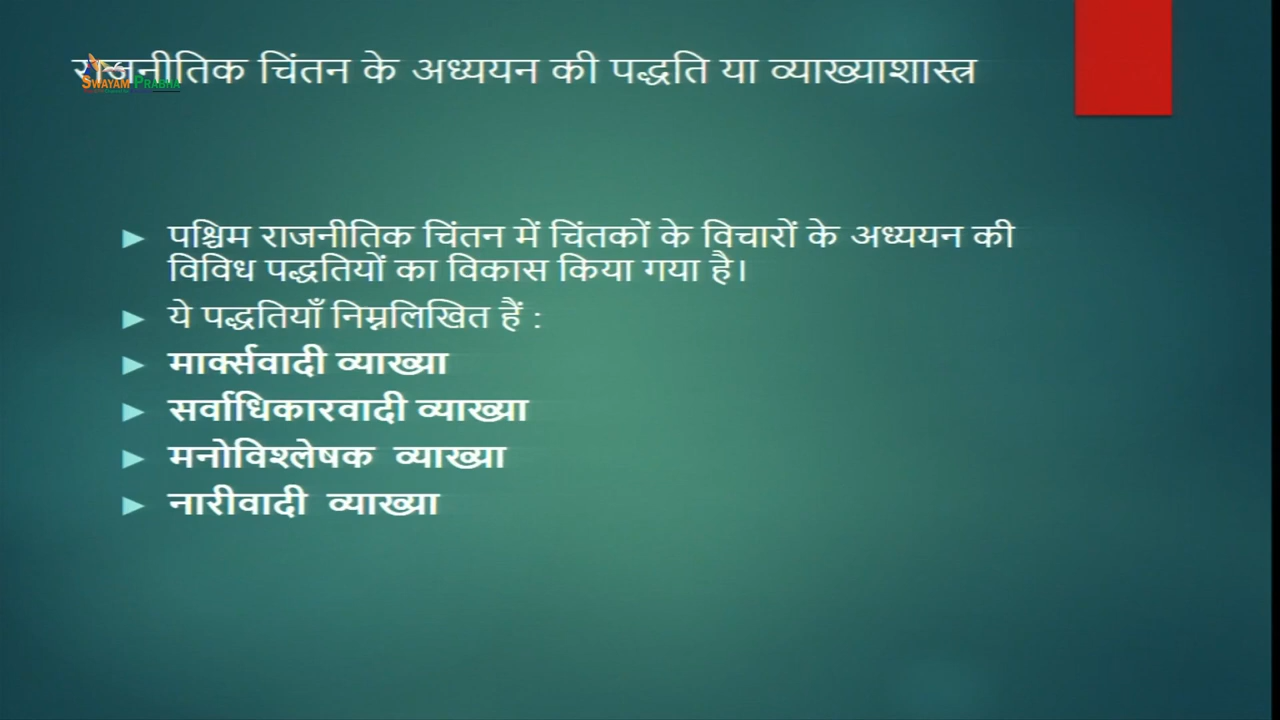 राजनीतिक चिंतन के अध्ययन की पद्धति या व्याख्याशास्त्र
SWAYAM PRABHA
पश्चिम राजनीतिक चिंतन में चिंतकों के विचारों के अध्ययन की
विविध पद्धतियों का विकास किया गया है।
ये पद्धतियाँ निम्नलिखित हैं :
मार्क्सवादी व्याख्या
सर्वाधिकारवादी व्याख्या
मनोविश्लेषक व्याख्या
नारीवादी व्याख्या